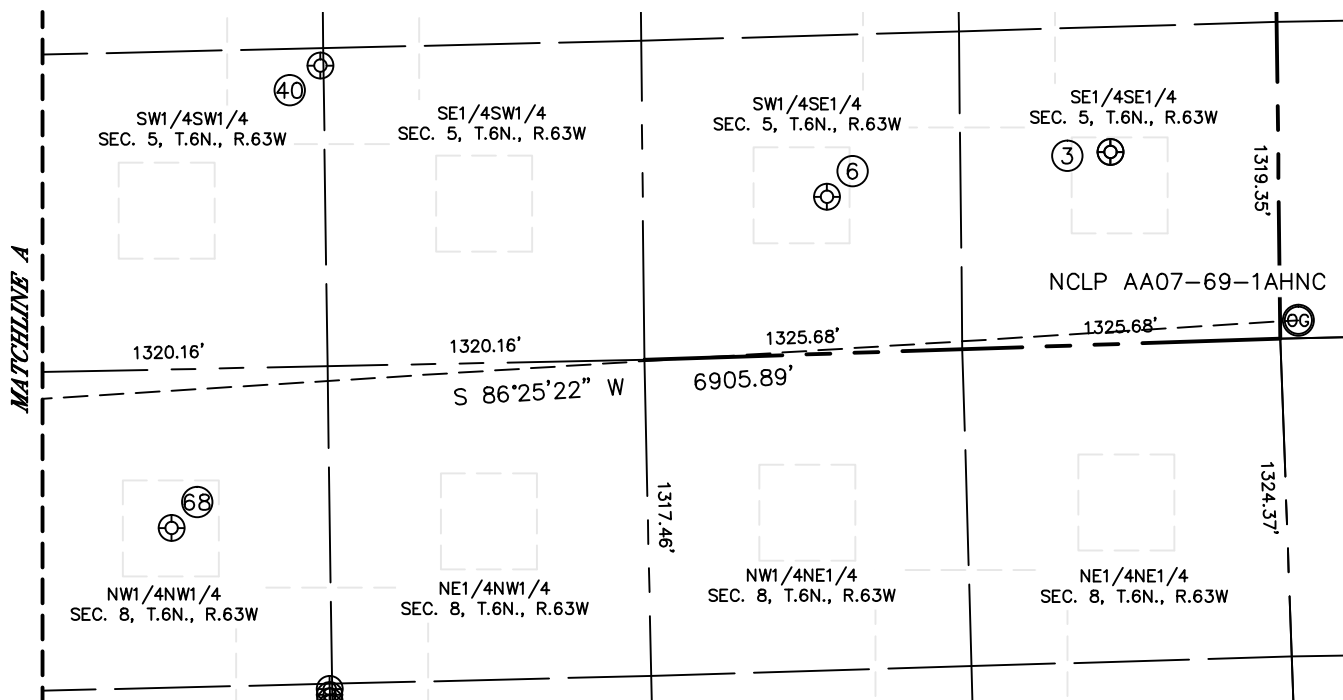 40
SW1/4SW1/4
SEC. 5, T.6N., R.63W
SE1/4SW1/4
SEC. 5, T.6N., R.63W
SW1/4SE1/4
SEC. 5, T.6N., R.63W
SE1/4SE1/4
SEC. 5, T.6N., R.63W
6
3
1319.35'
MATCHLINE A
NCLP AA07-69-1AHNC
OG
1320.16'
1320.16'
1325.68'
1325.68'
S 86°25'22" W 6905.89'
68
1317.46'
1324.37'
NW1/4NW1/4
SEC. 8, T.6N., R.63W
NE1/4NW1/4
SEC. 8, T.6N., R.63W
NW1/4NE1/4
SEC. 8, T.6N., R.63W
NE1/4NE1/4
SEC. 8, T.6N., R.63W